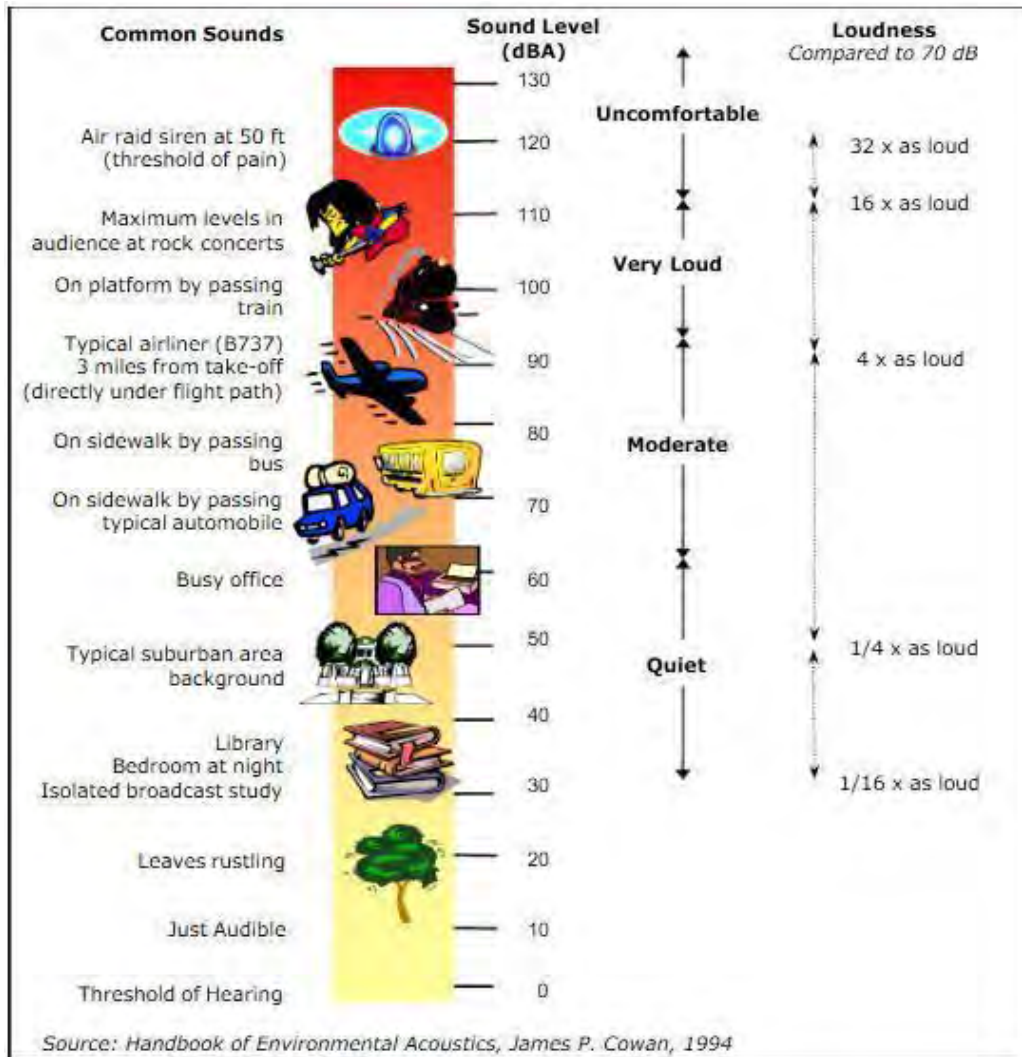 Common Sounds
Sound Level
(dBA)
Loudness
Compared to 70 dB
130
Uncomfortable
Air raid siren at 50 ft
(threshold of pain)
120
32 x as loud
16 x as loud
Maximum levels in
audience at rock concerts
110
Very Loud
On platform by passing
train
100
Typical airliner (B737)
3 miles from take-off
(directly under flight path)
90
4 x as loud
On sidewalk by passing
bus
80
Moderate
On sidewalk by passing
typical automobile
70
Busy office
60
Typical suburban area
background
50
1/4 x as loud
Quiet
40
Library
Bedroom at night
Isolated broadcast study
30
1/16 x as loud
Leaves rustling
20
Just Audible
10
Threshold of Hearing
0
Source: Handbook of Environmental Acoustics, James P. Cowan, 1994